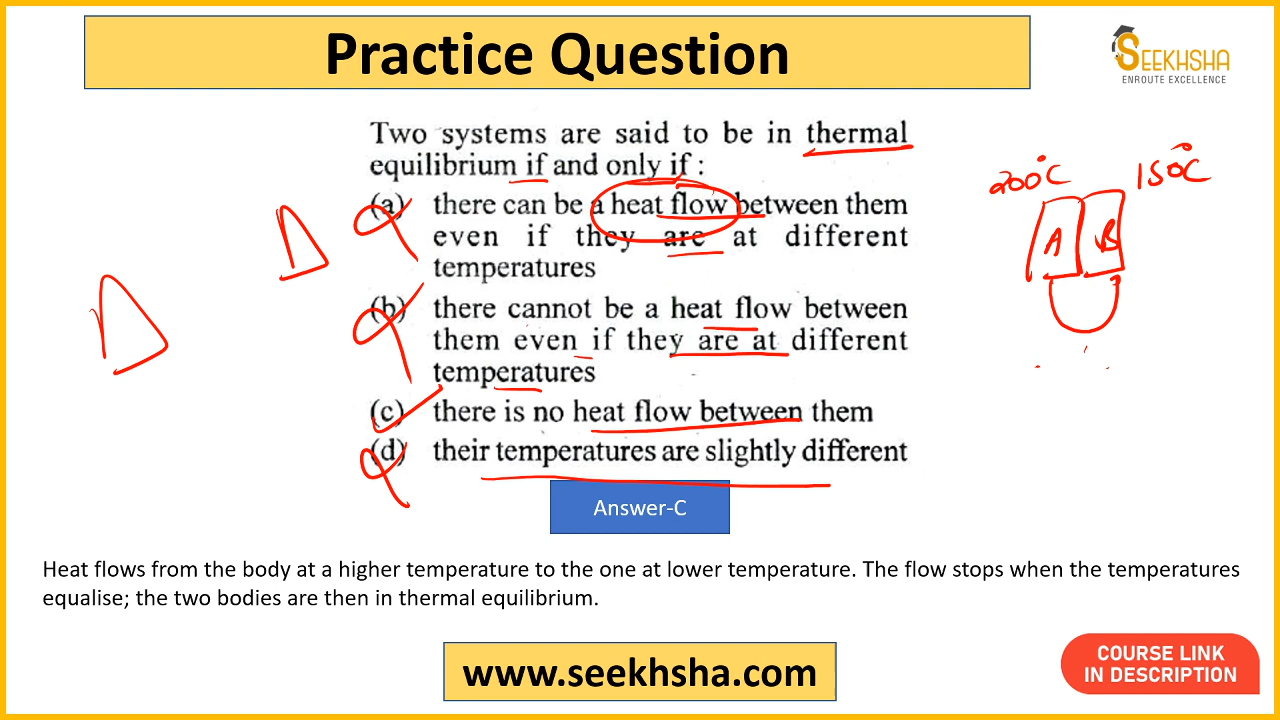 Practice Question
SEEKHSHA
ENROUTE EXCELLENCE
Two systems are said to be in thermal
equilibrium if and only if :
(a) there can be a heat flow between them
even if they are at different
temperatures
(b) there cannot be a heat flow between
them even if they are at different
temperatures
(c) there is no heat flow between them
(d) their temperatures are slightly different
200°C
150°C
A B
Answer-C
Heat flows from the body at a higher temperature to the one at lower temperature. The flow stops when the temperatures
equalise; the two bodies are then in thermal equilibrium.
www.seekhsha.com
COURSE LINK
IN DESCRIPTION